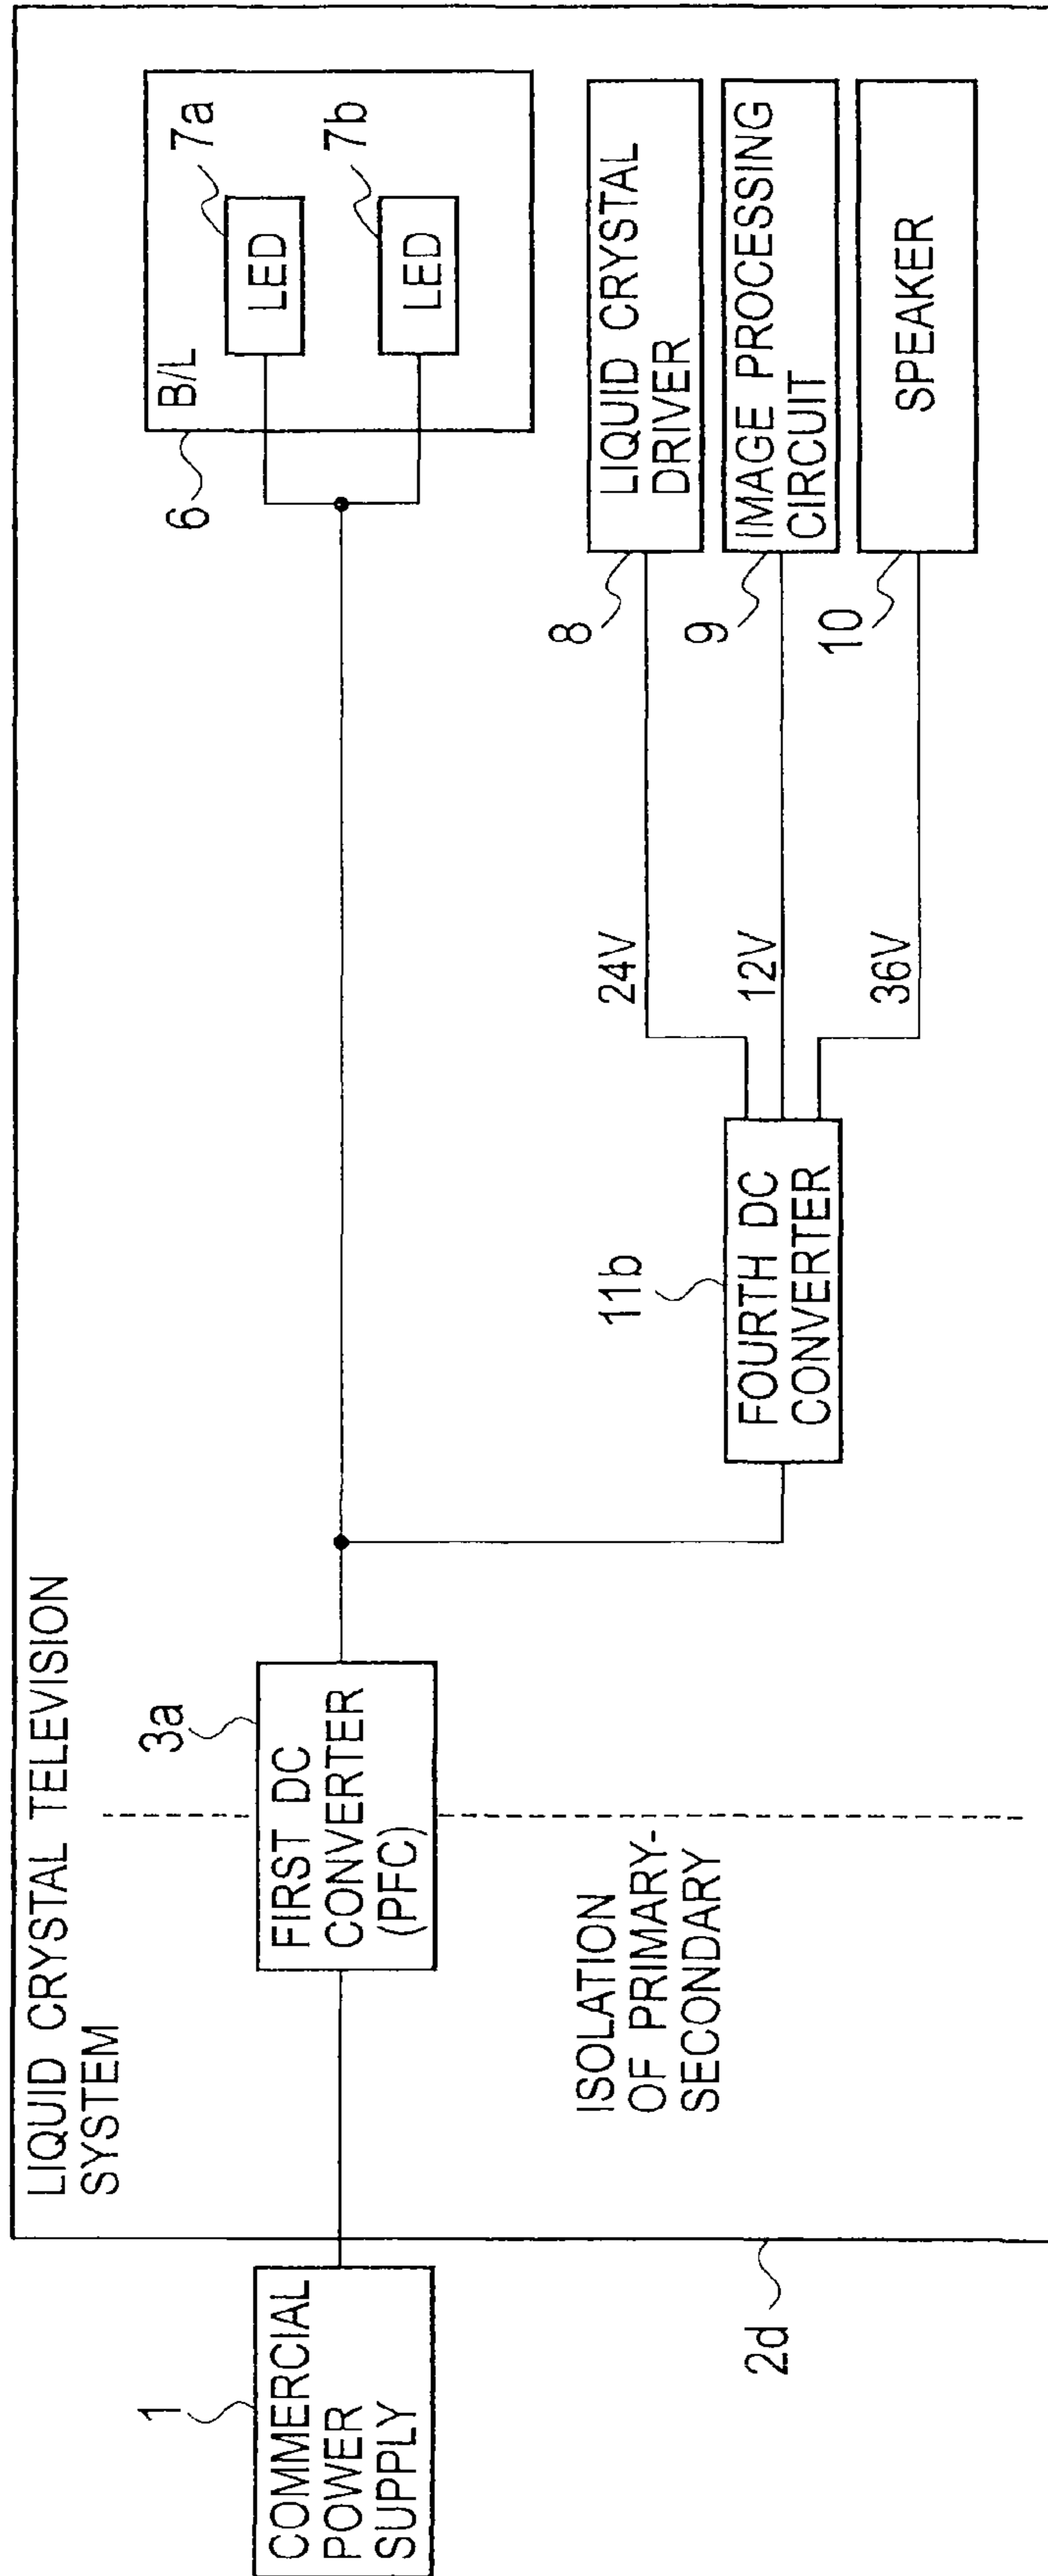 LIQUID CRYSTAL TELEVISION
SYSTEM
1
COMMERCIAL
POWER
SUPPLY
3a
FIRST DC
CONVERTER
(PFC)
B/L
7a
LED
7b
LED
6
ISOLATION
OF PRIMARY-
SECONDARY
11b
FOURTH DC
CONVERTER
24V
8
LIQUID CRYSTAL
DRIVER
12V
9
IMAGE PROCESSING
CIRCUIT
36V
10
SPEAKER
2d